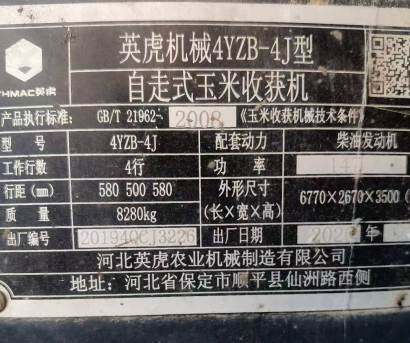 英虎机械4YZB-4J型
自走式玉米收获机
THMAC英虎
产品执行标准: GB/T 21962-2008 《玉米收获机械技术条件》
型号 4YZB-4J 配套动力 柴油发动机
工作行数 4行 功率
行距(mm) 580 500 580 外形尺寸(长×宽×高) 6770×2670×3500
质量 8280kg
出厂编号 201940CJ3226 出厂日期 年
河北英虎农业机械制造有限公司
地址: 河北省保定市顺平县仙洲路西侧